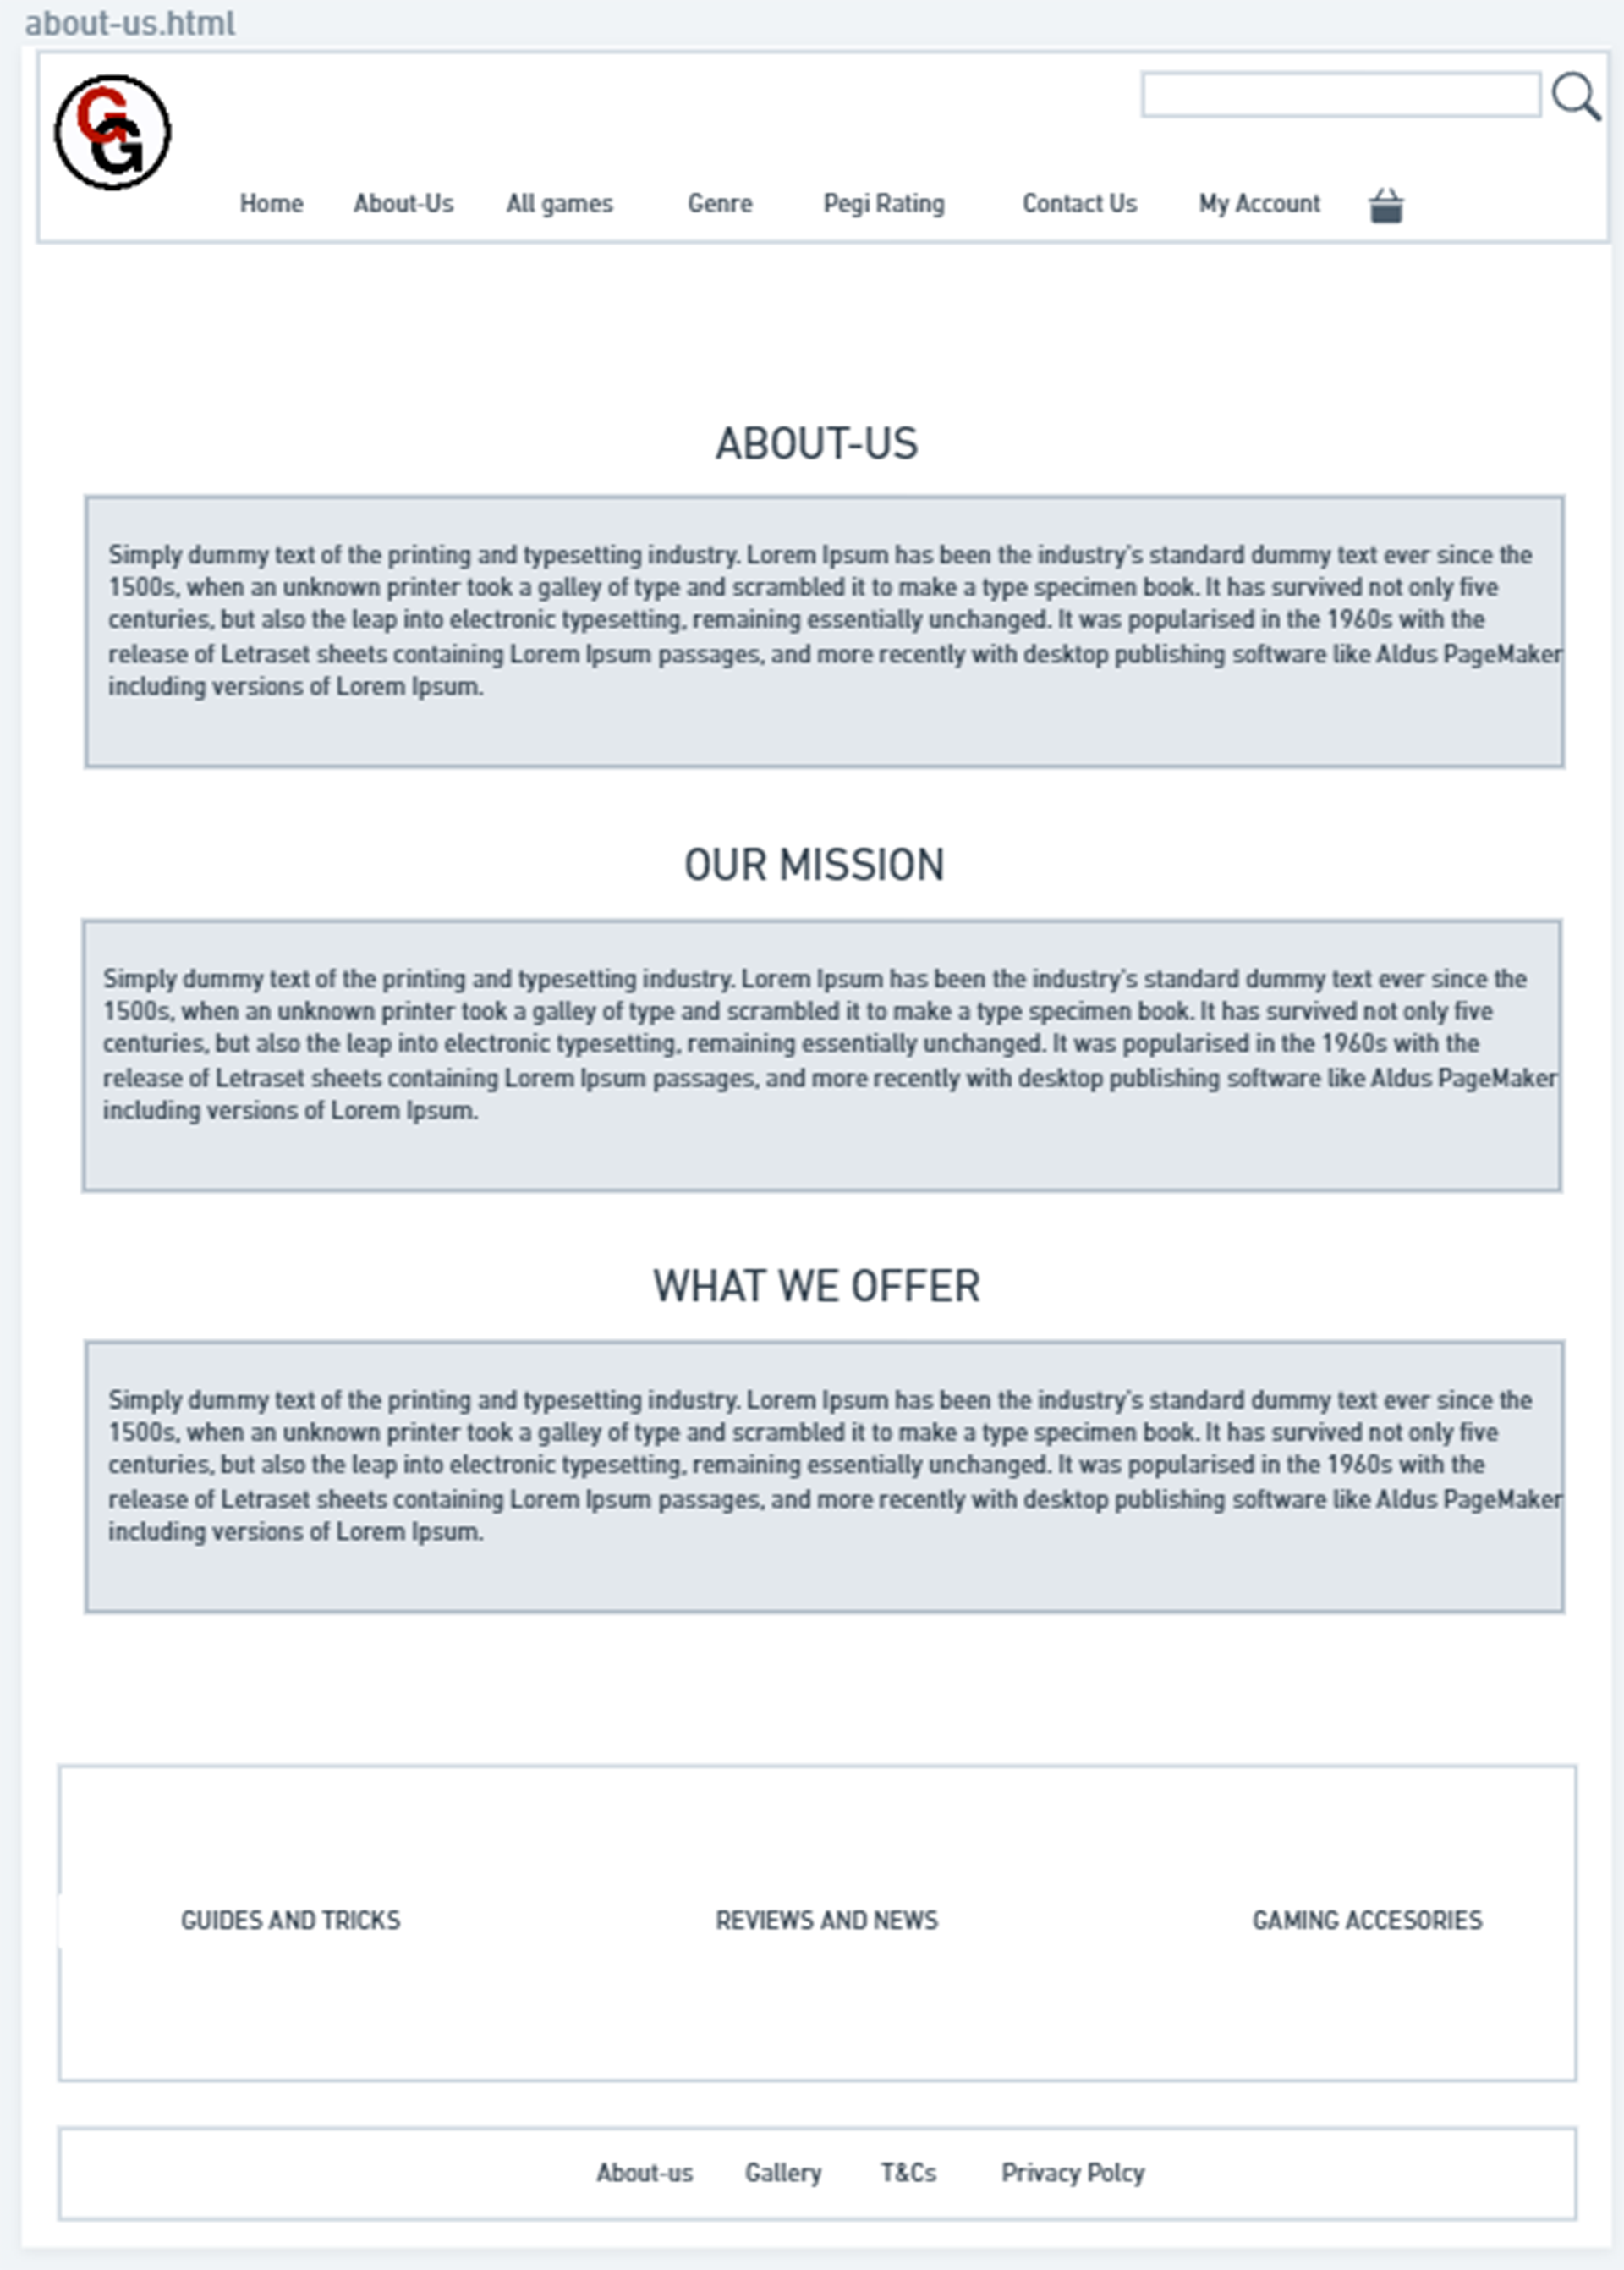 about-us.html
GG
Home About-Us All games Genre Pegi Rating Contact Us My Account
ABOUT-US
Simply dummy text of the printing and typesetting industry. Lorem Ipsum has been the industry's standard dummy text ever since the
1500s, when an unknown printer took a galley of type and scrambled it to make a type specimen book. It has survived not only five
centuries, but also the leap into electronic typesetting, remaining essentially unchanged. It was popularised in the 1960s with the
release of Letraset sheets containing Lorem Ipsum passages, and more recently with desktop publishing software like Aldus PageMaker
including versions of Lorem Ipsum.
OUR MISSION
Simply dummy text of the printing and typesetting industry. Lorem Ipsum has been the industry's standard dummy text ever since the
1500s, when an unknown printer took a galley of type and scrambled it to make a type specimen book. It has survived not only five
centuries, but also the leap into electronic typesetting, remaining essentially unchanged. It was popularised in the 1960s with the
release of Letraset sheets containing Lorem Ipsum passages, and more recently with desktop publishing software like Aldus PageMaker
including versions of Lorem Ipsum.
WHAT WE OFFER
Simply dummy text of the printing and typesetting industry. Lorem Ipsum has been the industry's standard dummy text ever since the
1500s, when an unknown printer took a galley of type and scrambled it to make a type specimen book. It has survived not only five
centuries, but also the leap into electronic typesetting, remaining essentially unchanged. It was popularised in the 1960s with the
release of Letraset sheets containing Lorem Ipsum passages, and more recently with desktop publishing software like Aldus PageMaker
including versions of Lorem Ipsum.
GUIDES AND TRICKS REVIEWS AND NEWS GAMING ACCESORIES
About-us Gallery T&Cs Privacy Polcy